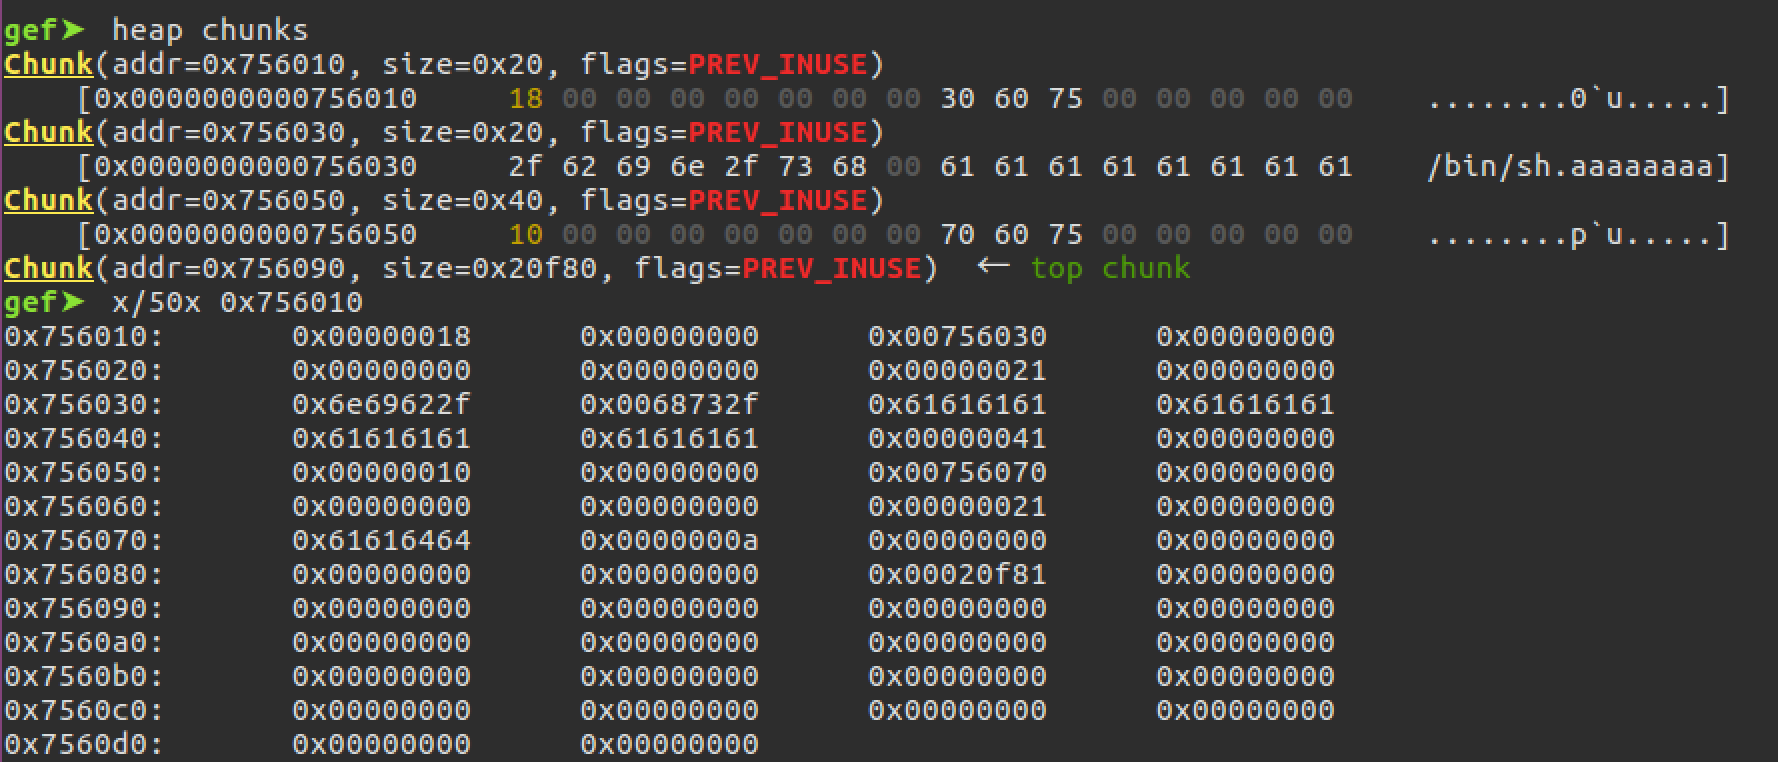 gef➤  heap chunks
Chunk(addr=0x756010, size=0x20, flags=PREV_INUSE)
    [0x0000000000756010     18 00 00 00 00 00 00 00 30 60 75 00 00 00 00 00    ........0`u.....]
Chunk(addr=0x756030, size=0x20, flags=PREV_INUSE)
    [0x0000000000756030     2f 62 69 6e 2f 73 68 00 61 61 61 61 61 61 61 61    /bin/sh.aaaaaaaa]
Chunk(addr=0x756050, size=0x40, flags=PREV_INUSE)
    [0x0000000000756050     10 00 00 00 00 00 00 00 70 60 75 00 00 00 00 00    ........p`u.....]
Chunk(addr=0x756090, size=0x20f80, flags=PREV_INUSE)  ←  top chunk
gef➤  x/50x 0x756010
0x756010:	0x00000018	0x00000000	0x00756030	0x00000000
0x756020:	0x00000000	0x00000000	0x00000021	0x00000000
0x756030:	0x6e69622f	0x0068732f	0x61616161	0x61616161
0x756040:	0x61616161	0x61616161	0x00000041	0x00000000
0x756050:	0x00000010	0x00000000	0x00756070	0x00000000
0x756060:	0x00000000	0x00000000	0x00000021	0x00000000
0x756070:	0x61616464	0x0000000a	0x00000000	0x00000000
0x756080:	0x00000000	0x00000000	0x00020f81	0x00000000
0x756090:	0x00000000	0x00000000	0x00000000	0x00000000
0x7560a0:	0x00000000	0x00000000	0x00000000	0x00000000
0x7560b0:	0x00000000	0x00000000	0x00000000	0x00000000
0x7560c0:	0x00000000	0x00000000	0x00000000	0x00000000
0x7560d0:	0x00000000	0x00000000